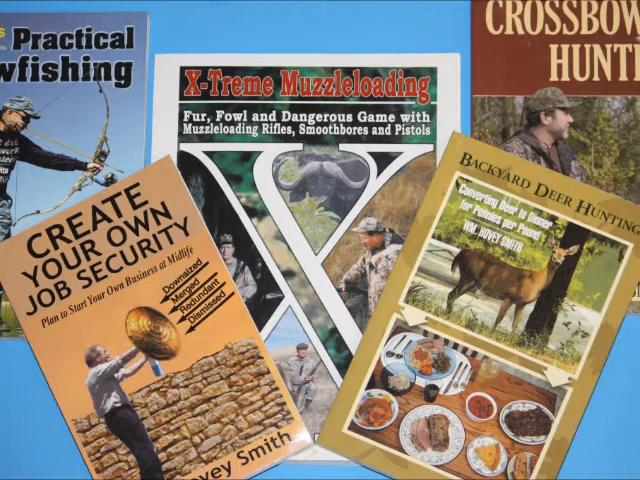 Practical
wfishing
X-Treme Muzzleloading
Fur, Fowl and Dangerous Game with
Muzzleloading Rifles, Smoothbores and Pistols
CROSSBOW
HUNTI
CREATE
YOUR OWN
JOB SECURITY
Plan to Start Your Own Business at Midlife
Downsized
Merged
Redundant
Dismissed
vey Smith
BACKYARD DEER HUNTING
Converting Deer to Dinner
for Pennies per Pound
WM. HOVEY SMITH